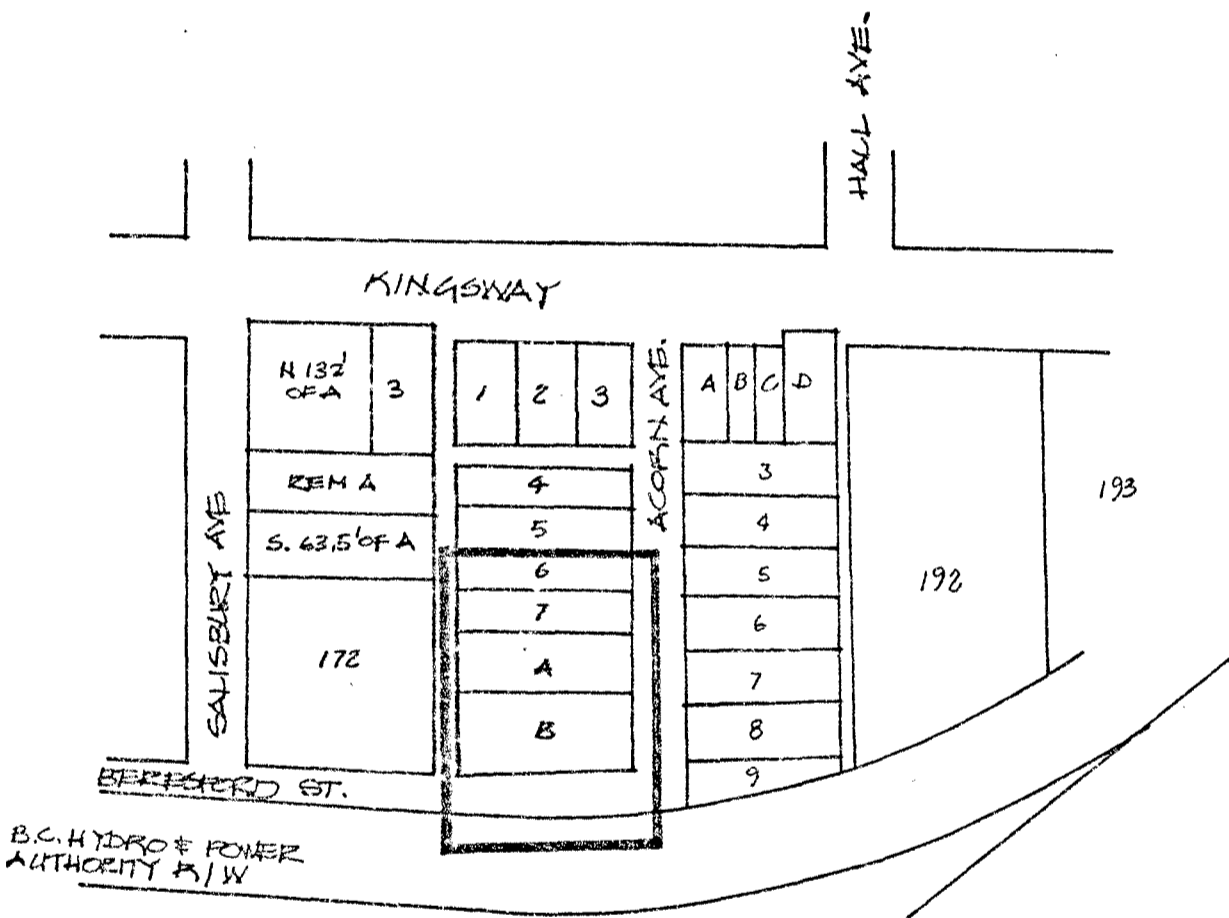 HALL AVE.
KINGSWAY
N 132'
OF A
3
1
2
3
ACORN AVE.
A
B
C
D
REM A
S. 63.5' OF A
172
SALISBURY AVE
4
5
6
7
A
B
3
4
5
6
7
8
9
192
193
BERESFORD ST.
B.C. HYDRO & POWER
AUTHORITY R/W